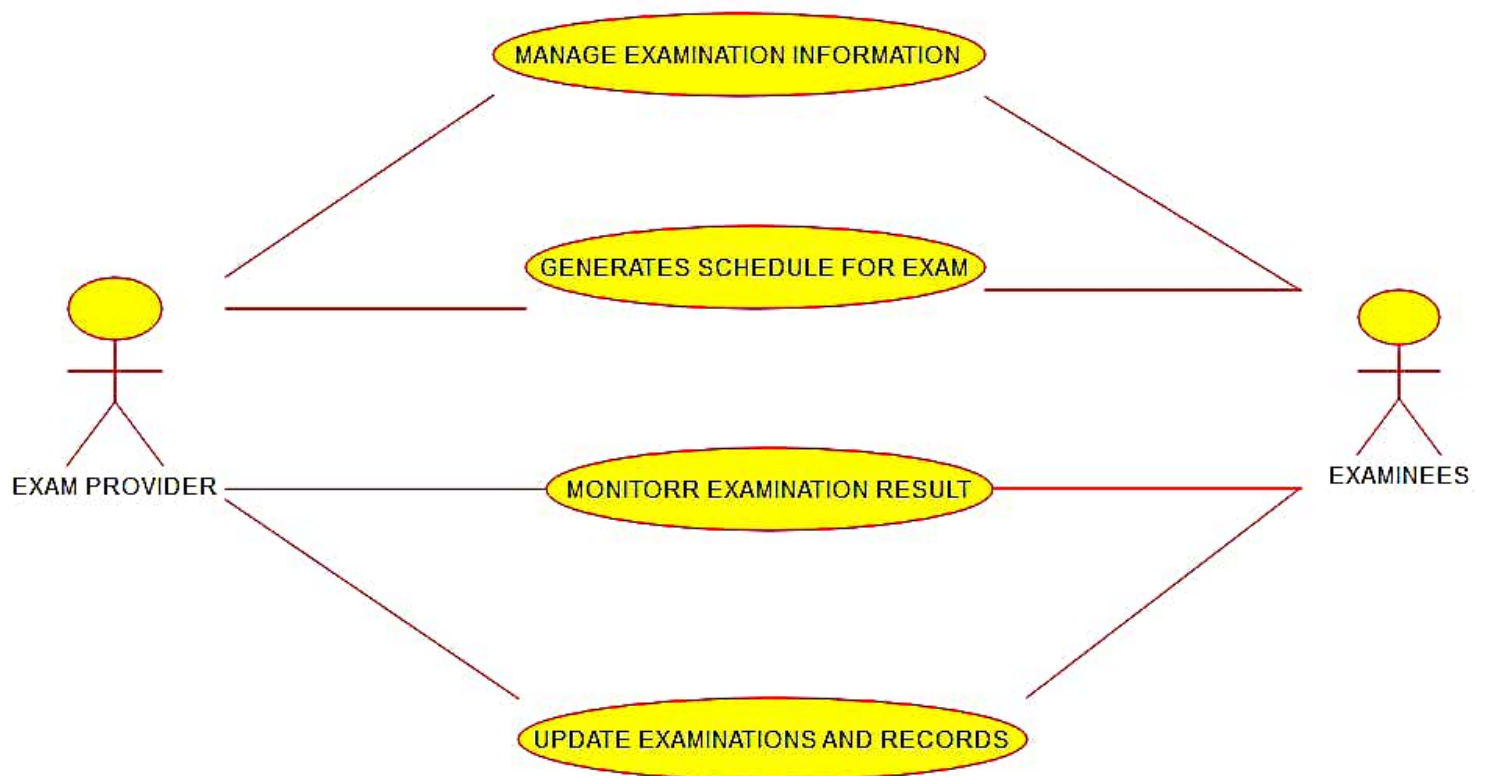 MANAGE EXAMINATION INFORMATION
GENERATES SCHEDULE FOR EXAM
EXAM PROVIDER
MONITORR EXAMINATION RESULT
EXAMINEES
UPDATE EXAMINATIONS AND RECORDS